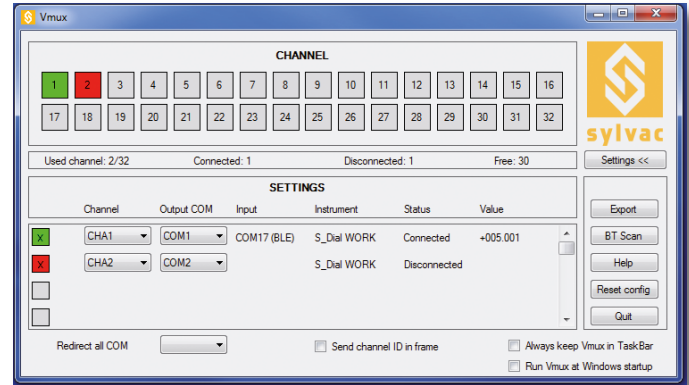 Vmux
CHANNEL
1 2 3 4 5 6 7 8 9 10 11 12 13 14 15 16
17 18 19 20 21 22 23 24 25 26 27 28 29 30 31 32
sylvac
Used channel: 2/32 Connected: 1 Disconnected: 1 Free: 30 Settings <<
SETTINGS
Channel Output COM Input Instrument Status Value Export
X CHA1 COM1 COM17 (BLE) S_Dial WORK Connected +005.001 BT Scan
X CHA2 COM2 S_Dial WORK Disconnected Help
Reset config
Quit
Redirect all COM Send channel ID in frame Always keep Vmux in TaskBar
Run Vmux at Windows startup